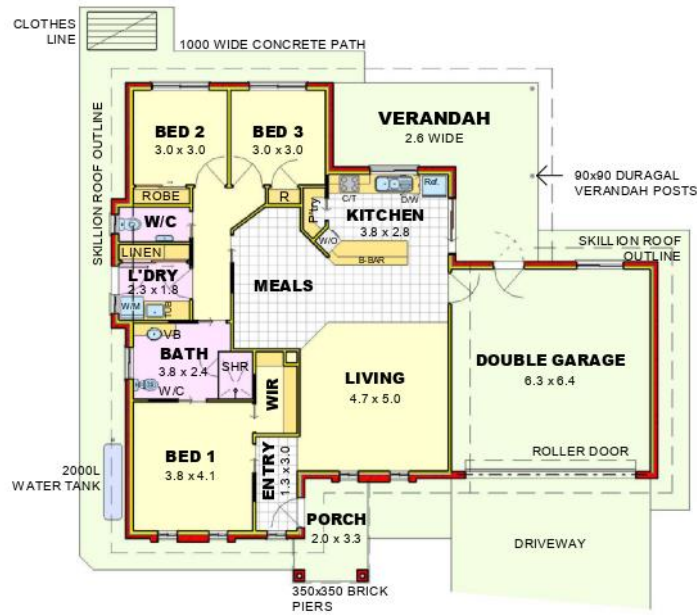 CLOTHES
LINE
1000 WIDE CONCRETE PATH
SKILLION ROOF OUTLINE
BED 2
3.0 x 3.0
BED 3
3.0 x 3.0
VERANDAH
2.6 WIDE
90x90 DURAGAL
VERANDAH POSTS
ROBE
R
P'try
C/T
D/W
Ref.
W/C
KITCHEN
3.8 x 2.8
W/O
B-BAR
SKILLION ROOF
OUTLINE
LINEN
L'DRY
2.3 x 1.8
W/M
TUB
MEALS
VB
BATH
3.8 x 2.4
W/C
SHR
WIR
LIVING
4.7 x 5.0
DOUBLE GARAGE
6.3 x 6.4
BED 1
3.8 x 4.1
ENTRY
1.3 x 3.0
ROLLER DOOR
2000L
WATER TANK
PORCH
2.0 x 3.3
DRIVEWAY
350x350 BRICK
PIERS